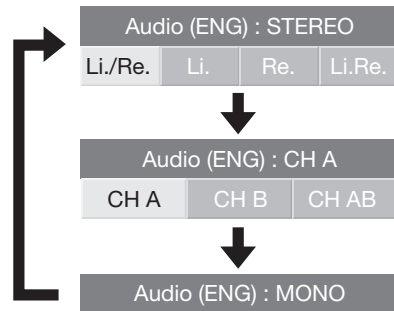 Audio (ENG) : STEREO
Li./Re. Li. Re. Li.Re.
Audio (ENG) : CH A
CH A CH B CH AB
Audio (ENG) : MONO